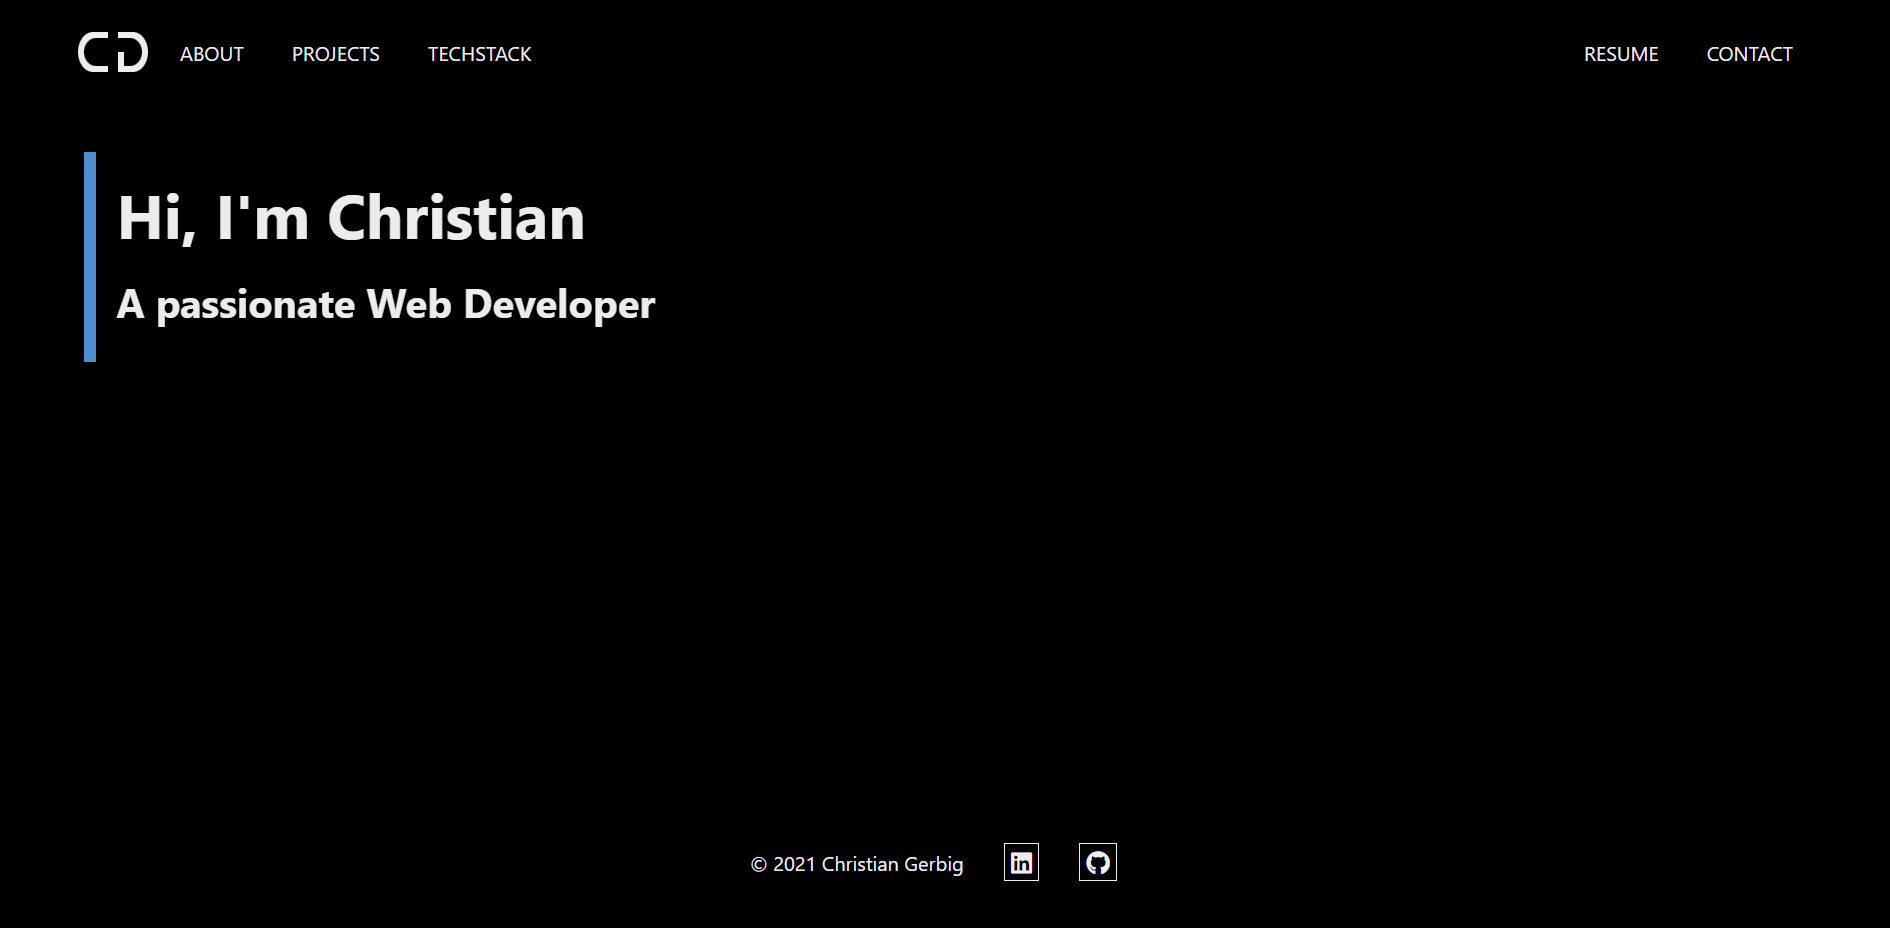 CD ABOUT PROJECTS TECHSTACK RESUME CONTACT
Hi, I'm Christian
A passionate Web Developer
© 2021 Christian Gerbig in